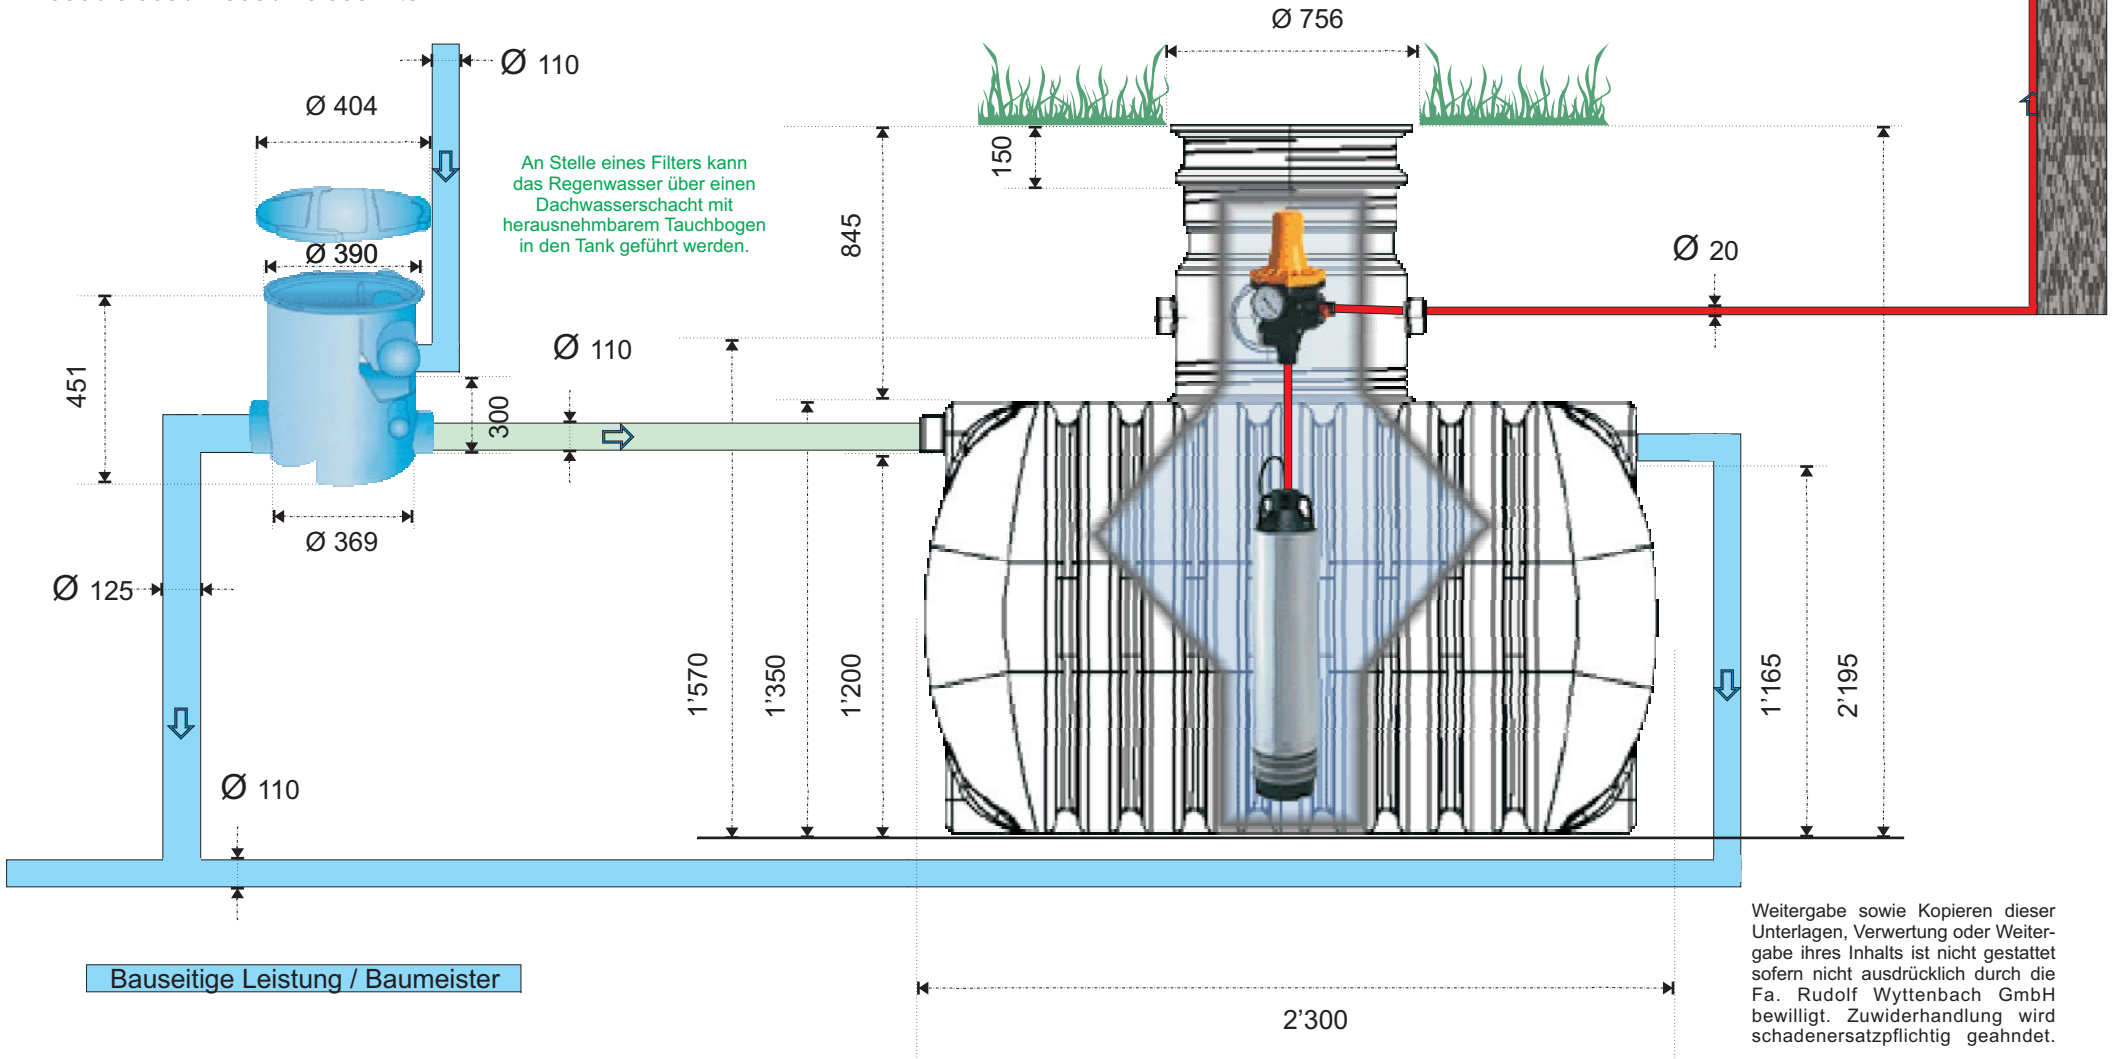 Ø 756
Ø 110
Ø 404
An Stelle eines Filters kann
das Regenwasser über einen
Dachwasserschacht mit
herausnehmbarem Tauchbogen
in den Tank geführt werden.
150
845
Ø 390
Ø 20
Ø 110
451
300
Ø 369
Ø 125
1’570
1’350
1’200
1’165
2’195
Ø 110
Bauseitige Leistung / Baumeister
2’300
Weitergabe sowie Kopieren dieser
Unterlagen, Verwertung oder Weiter-
gabe ihres Inhalts ist nicht gestattet
sofern nicht ausdrücklich durch die
Fa. Rudolf Wyttenbach GmbH
bewilligt. Zuwiderhandlung wird
schadenersatzpflichtig geahndet.